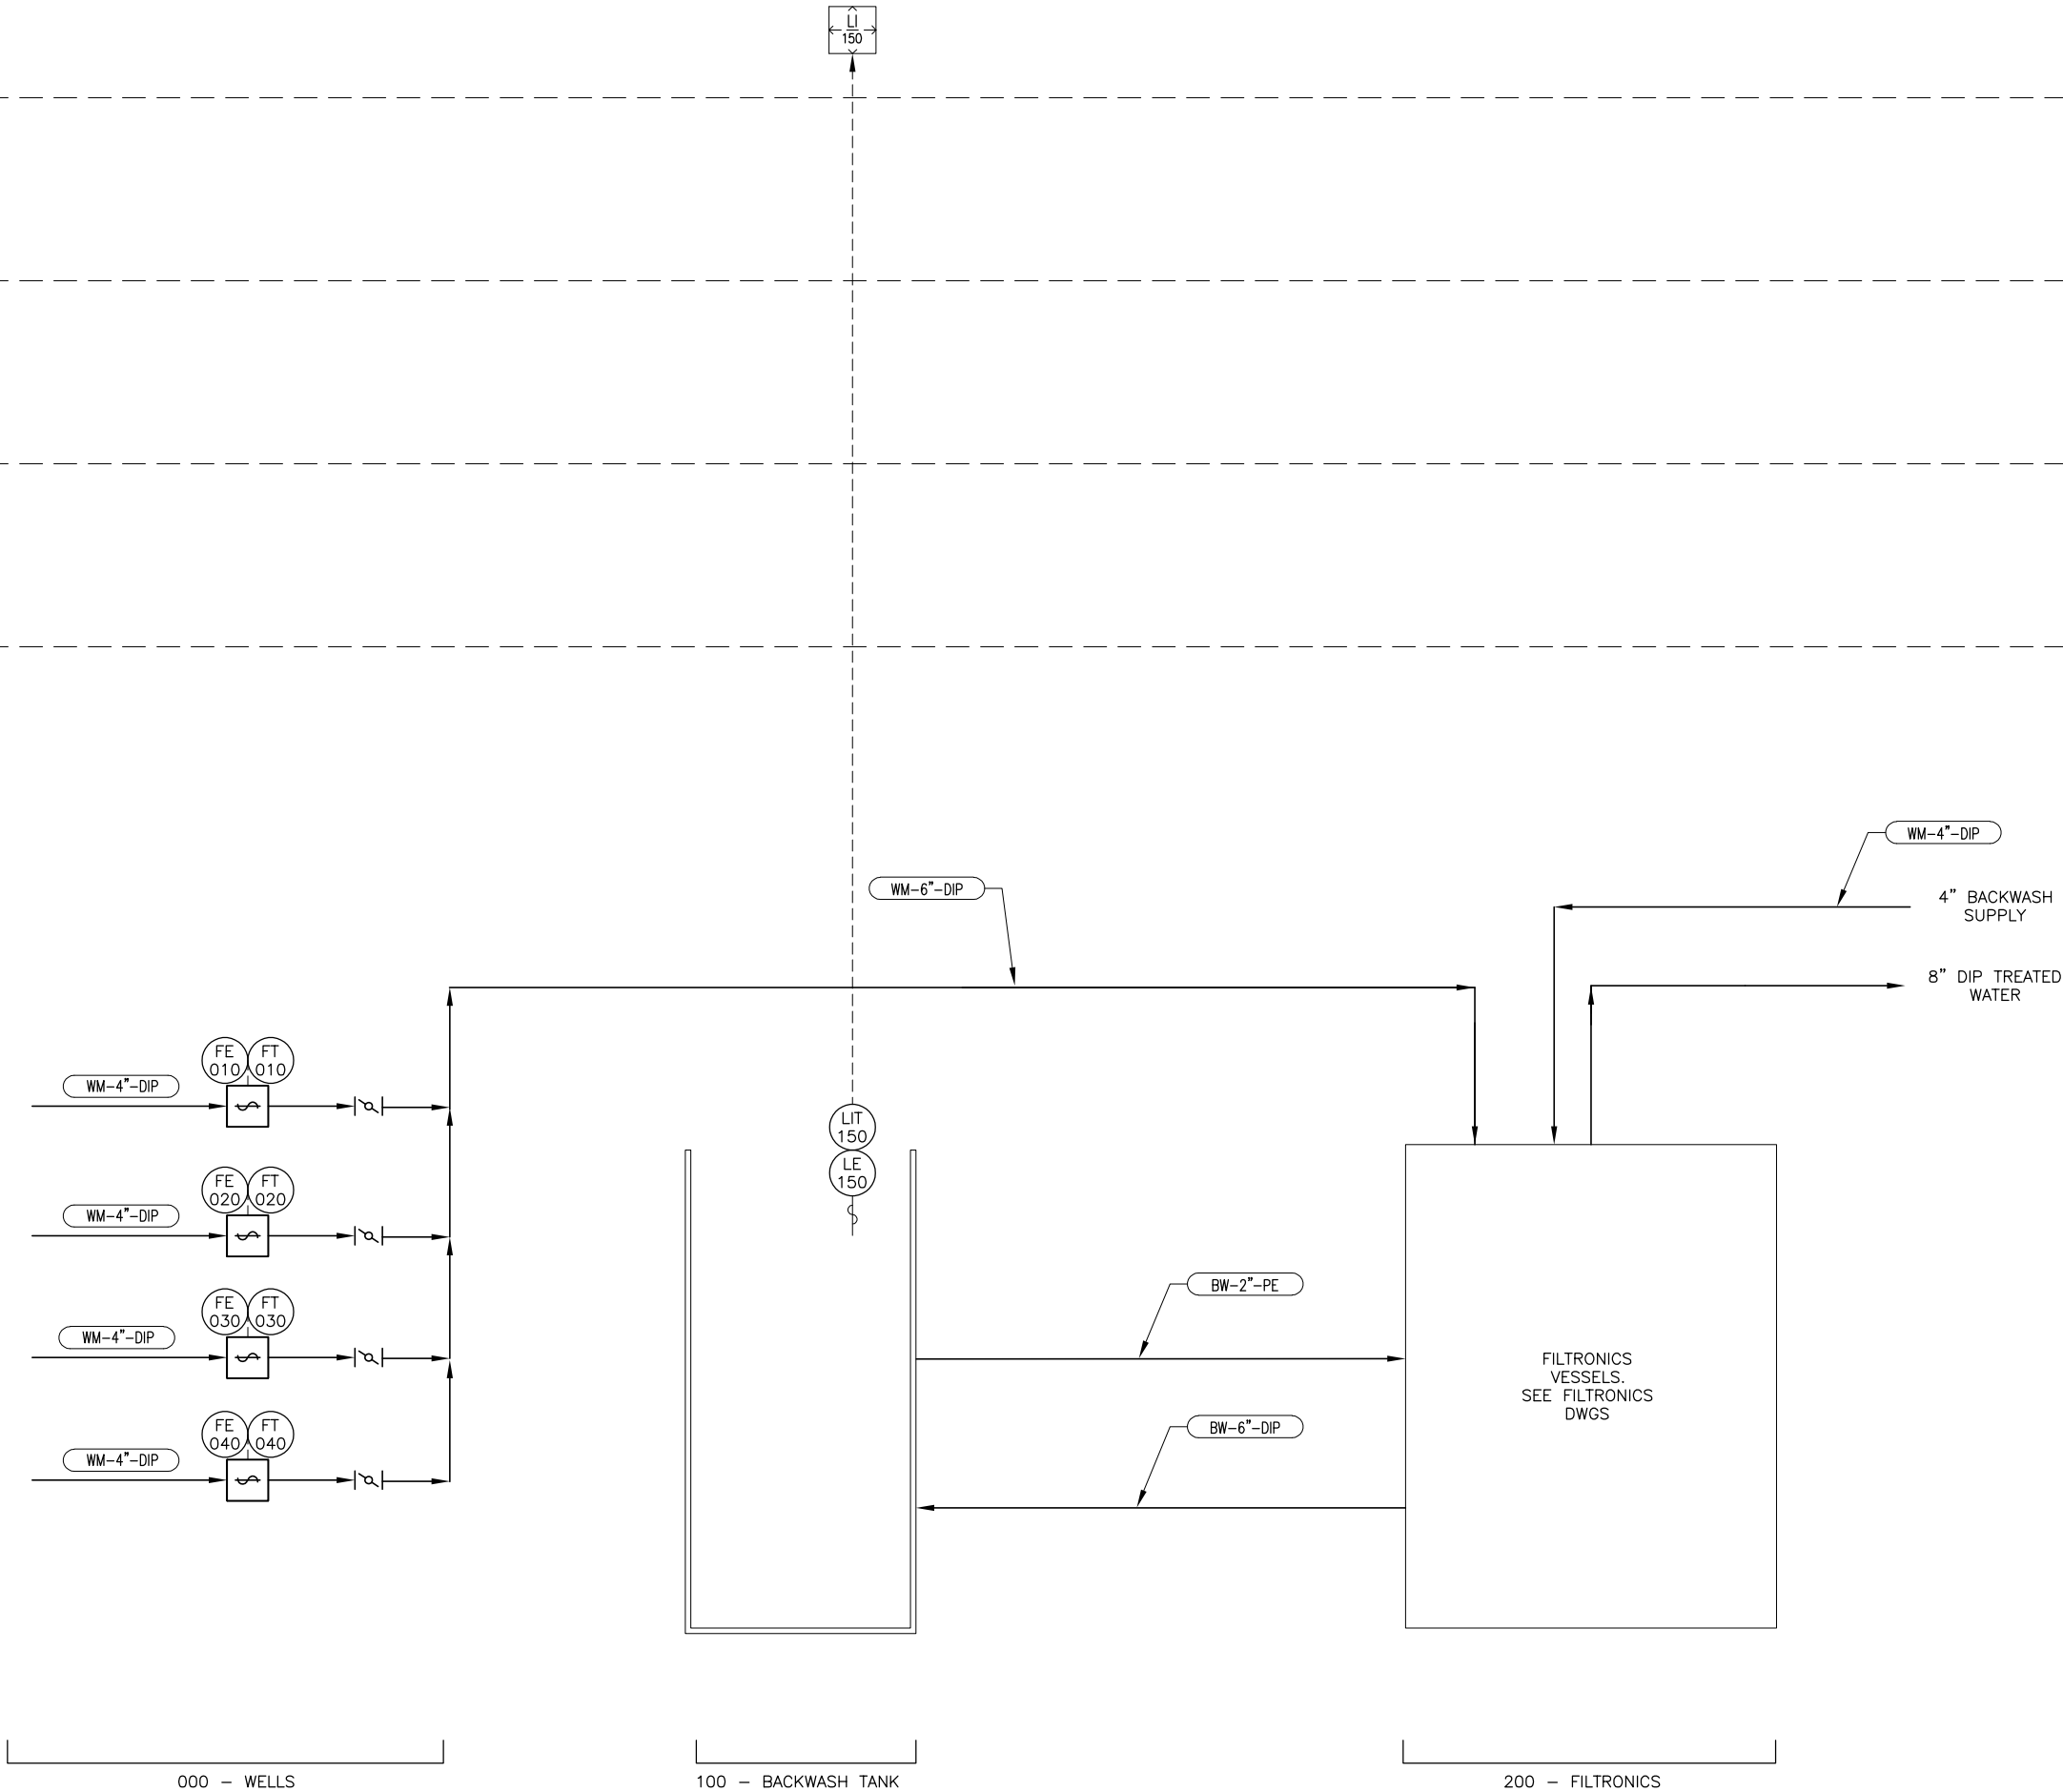 LI
150
WM-4"-DIP
WM-6"-DIP
4" BACKWASH
SUPPLY
8" DIP TREATED
WATER
FE
010
FT
010
WM-4"-DIP
LIT
150
LE
150
FE
020
FT
020
WM-4"-DIP
BW-2"-PE
FE
030
FT
030
WM-4"-DIP
FILTRONICS
VESSELS.
SEE FILTRONICS
DWGS
BW-6"-DIP
FE
040
FT
040
WM-4"-DIP
000 - WELLS
100 - BACKWASH TANK
200 - FILTRONICS